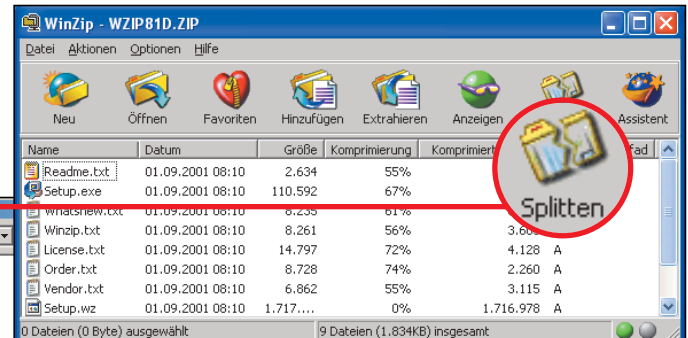 WinZip - WZIP81D.ZIP
Datei Aktionen Optionen Hilfe
Neu Öffnen Favoriten Hinzufügen Extrahieren Anzeigen Assistent
Splitten
Name Datum Größe Komprimierung fad
Readme.txt 01.09.2001 08:10 2.634 55%
Setup.exe 01.09.2001 08:10 110.592 67%
Whatsnew.txt 01.09.2001 08:10 8.235 61%
Winzip.txt 01.09.2001 08:10 8.261 56%
License.txt 01.09.2001 08:10 14.797 72% 4.128 A
Order.txt 01.09.2001 08:10 8.728 74% 2.260 A
Vendor.txt 01.09.2001 08:10 6.862 55% 3.115 A
Setup.wz 01.09.2001 08:10 1.717.... 0% 1.716.978 A
0 Dateien (0 Byte) ausgewählt 9 Dateien (1.834KB) insgesamt